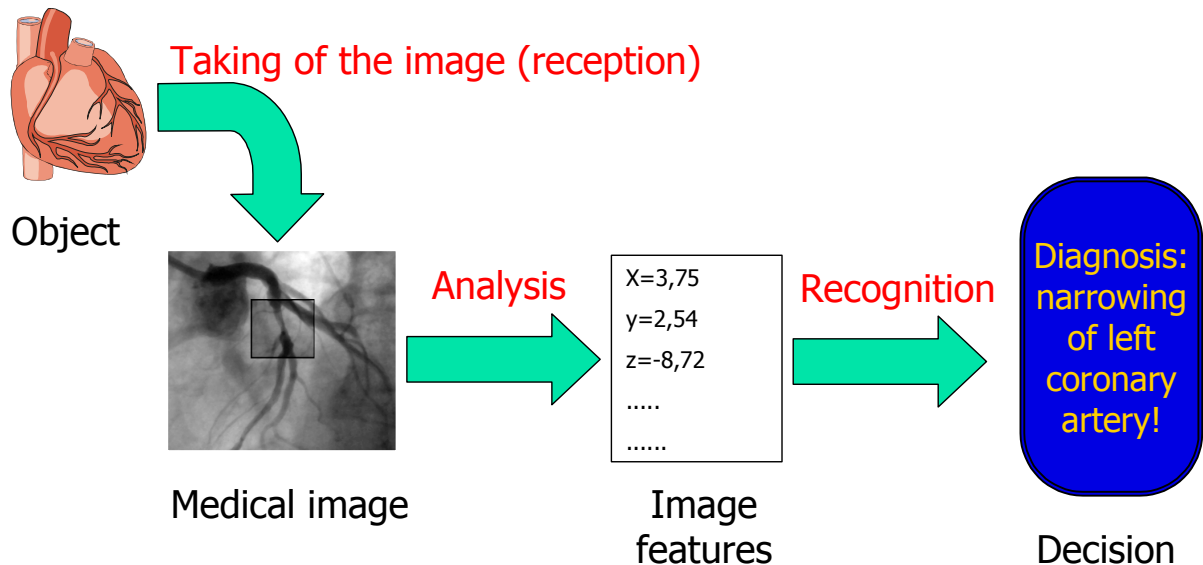 Taking of the image (reception)
Object
Medical image
Analysis
X=3,75
y=2,54
z=-8,72
.....
......
Image
features
Recognition
Diagnosis:
narrowing
of left
coronary
artery!
Decision